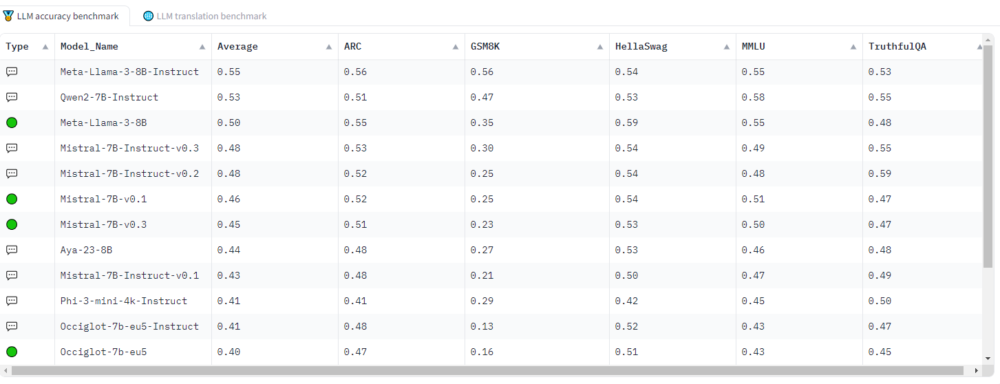 LLM accuracy benchmark LLM translation benchmark
Type Model_Name Average ARC GSM8K HellaSwag MMLU TruthfulQA
Meta-Llama-3-8B-Instruct 0.55 0.56 0.56 0.54 0.55 0.53
Qwen2-7B-Instruct 0.53 0.51 0.47 0.53 0.58 0.55
Meta-Llama-3-8B 0.50 0.55 0.35 0.59 0.55 0.48
Mistral-7B-Instruct-v0.3 0.48 0.53 0.30 0.54 0.49 0.55
Mistral-7B-Instruct-v0.2 0.48 0.52 0.25 0.54 0.48 0.59
Mistral-7B-v0.1 0.46 0.52 0.25 0.54 0.51 0.47
Mistral-7B-v0.3 0.45 0.51 0.23 0.53 0.50 0.47
Aya-23-8B 0.44 0.48 0.27 0.53 0.46 0.48
Mistral-7B-Instruct-v0.1 0.43 0.48 0.21 0.50 0.47 0.49
Phi-3-mini-4k-Instruct 0.41 0.41 0.29 0.42 0.45 0.50
Occiglot-7b-eu5-Instruct 0.41 0.48 0.13 0.52 0.43 0.47
Occiglot-7b-eu5 0.40 0.47 0.16 0.51 0.43 0.45